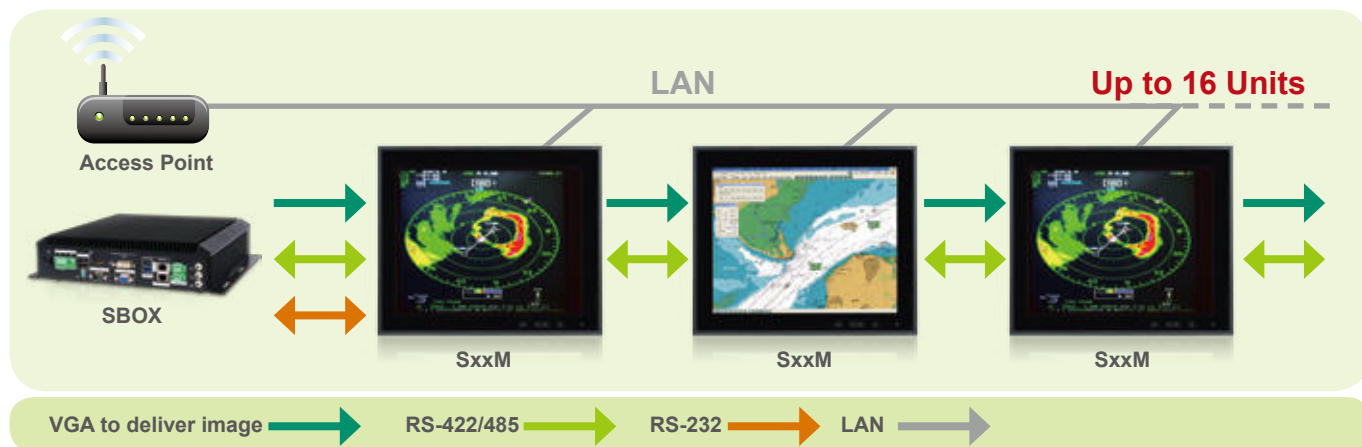 LAN
Up to 16 Units
Access Point
SBOX
SxxM
SxxM
SxxM
VGA to deliver image
RS-422/485
RS-232
LAN